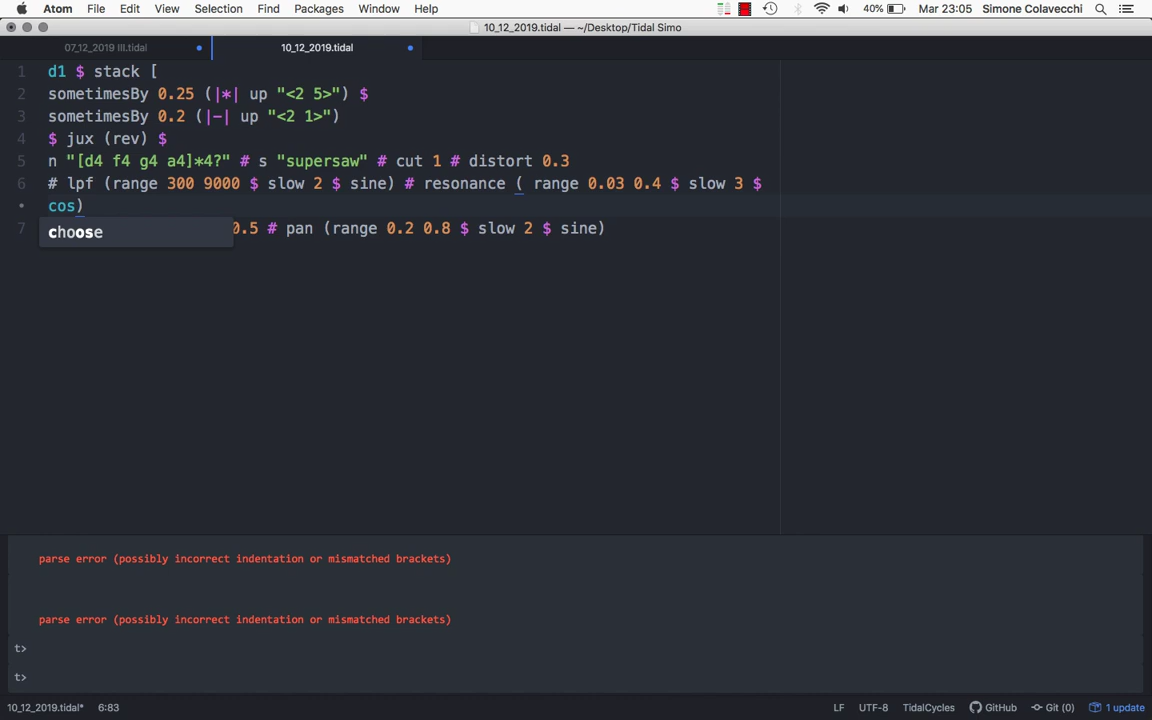 Atom File Edit View Selection Find Packages Window Help 40% Mar 23:05 Simone Colavecchi
10_12_2019.tidal — ~/Desktop/Tidal Simo
07_12_2019 III.tidal 10_12_2019.tidal
1 d1 $ stack [
2 sometimesBy 0.25 (|*| up "<2 5>") $
3 sometimesBy 0.2 (|-| up "<2 1>")
4 $ jux (rev) $
5 n "[d4 f4 g4 a4]*4?" # s "supersaw" # cut 1 # distort 0.3
6 # lpf (range 300 9000 $ slow 2 $ sine) # resonance ( range 0.03 0.4 $ slow 3 $
• cos)
7 0.5 # pan (range 0.2 0.8 $ slow 2 $ sine)
choose
parse error (possibly incorrect indentation or mismatched brackets)
parse error (possibly incorrect indentation or mismatched brackets)
t>
t>
10_12_2019.tidal* 6:83 LF UTF-8 TidalCycles GitHub Git (0) 1 update